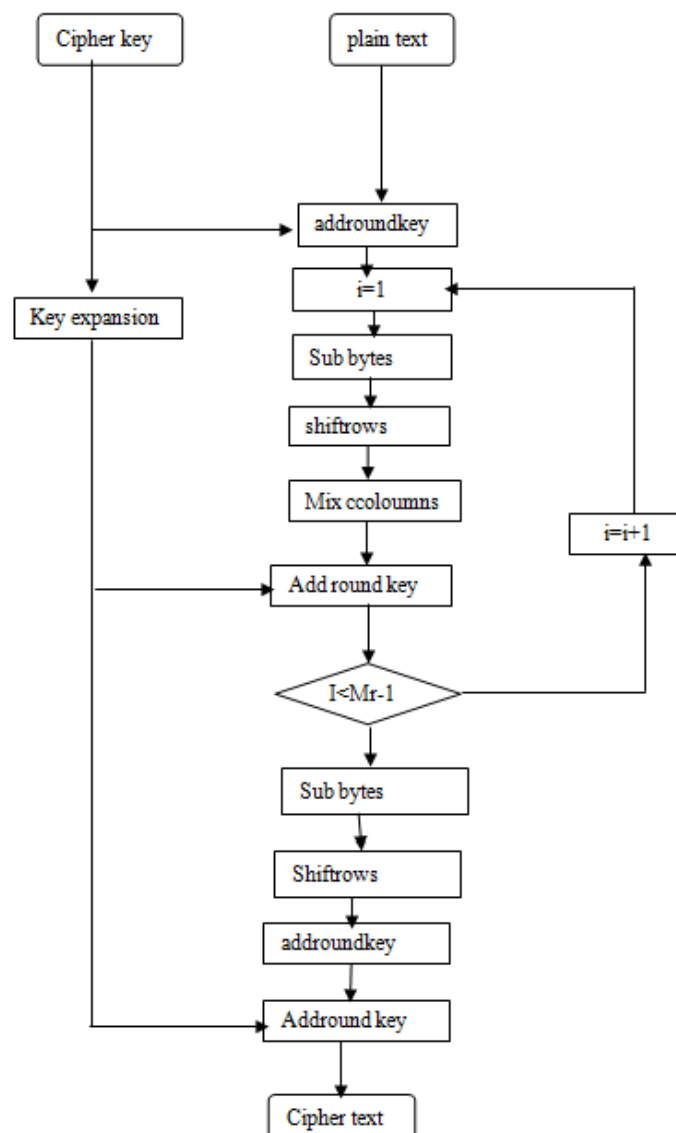 Cipher key
plain text
addroundkey
i=1
Key expansion
Sub bytes
shiftrows
Mix ccoloumns
i=i+1
Add round key
I<Mr-1
Sub bytes
Shiftrows
addroundkey
Addround key
Cipher text